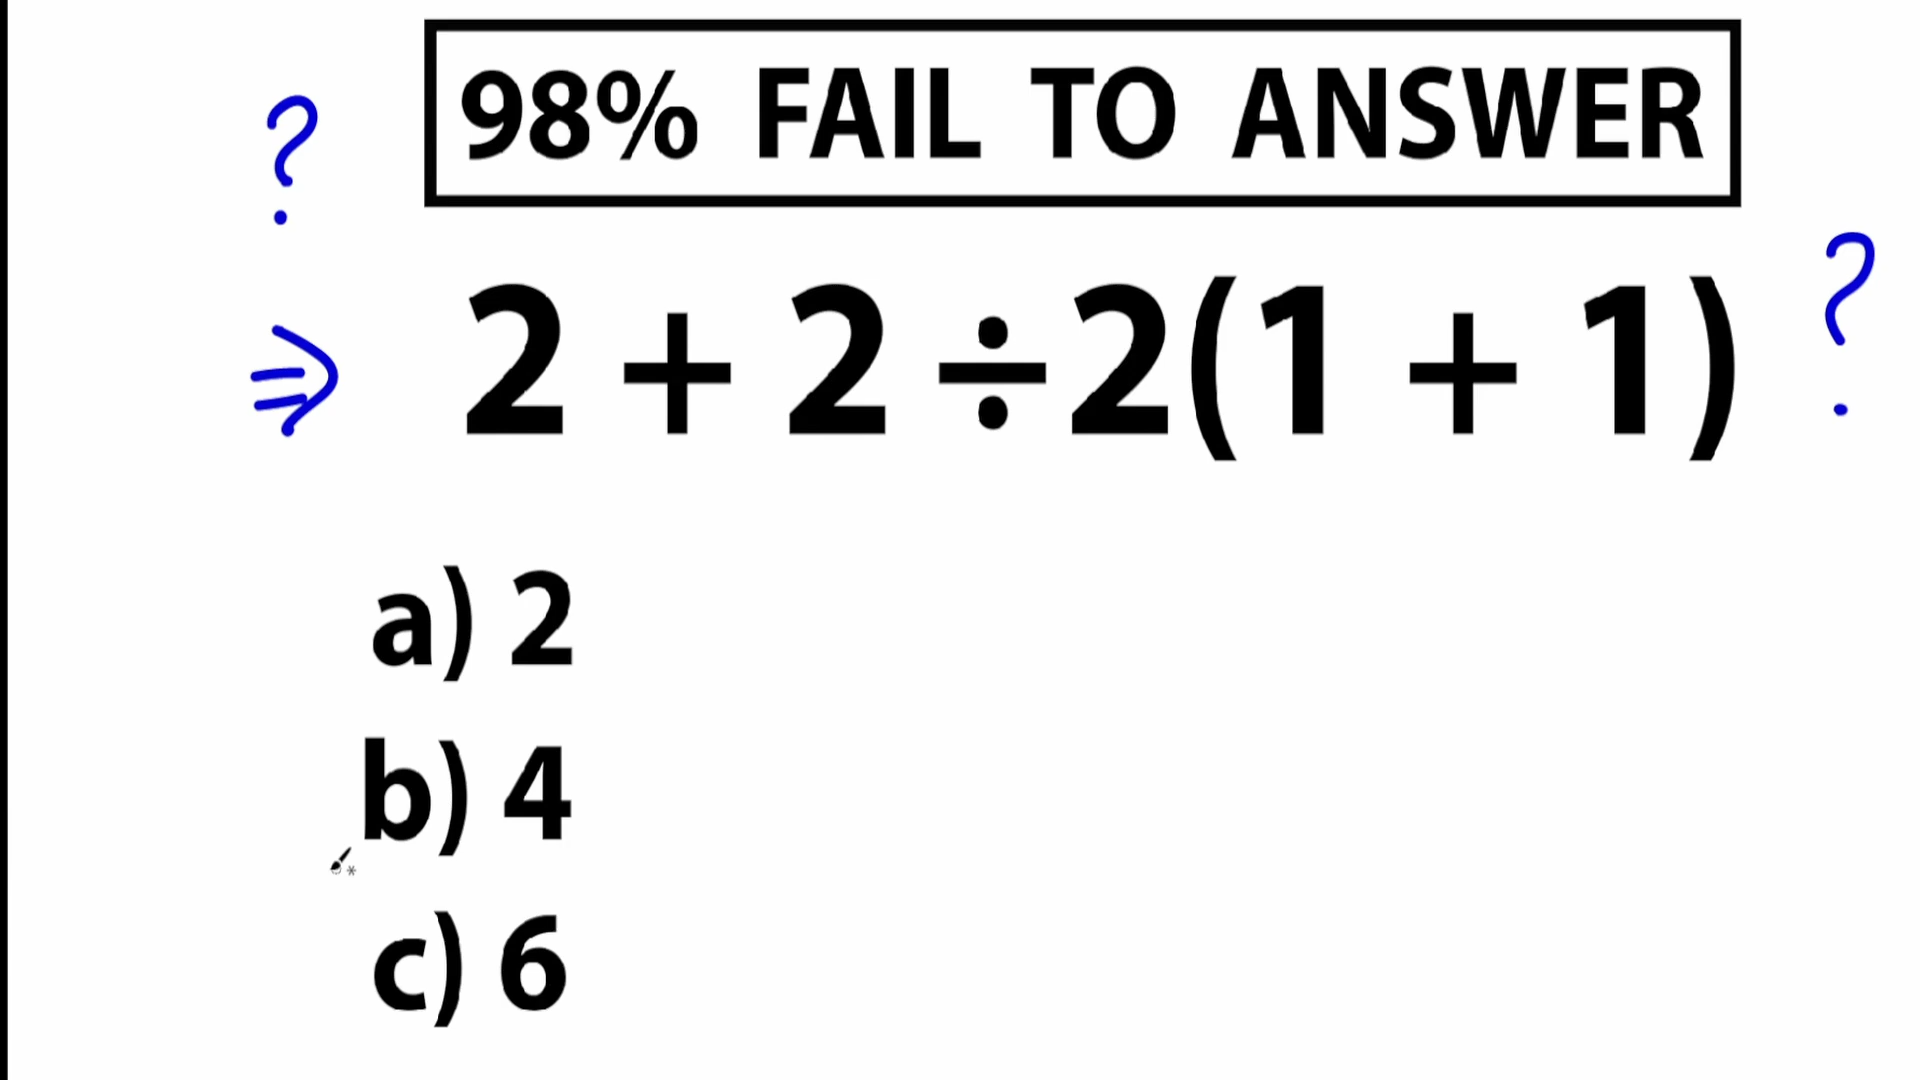 98% FAIL TO ANSWER
?
⇒ 2 + 2 ÷ 2(1 + 1) ?
a) 2
b) 4
c) 6